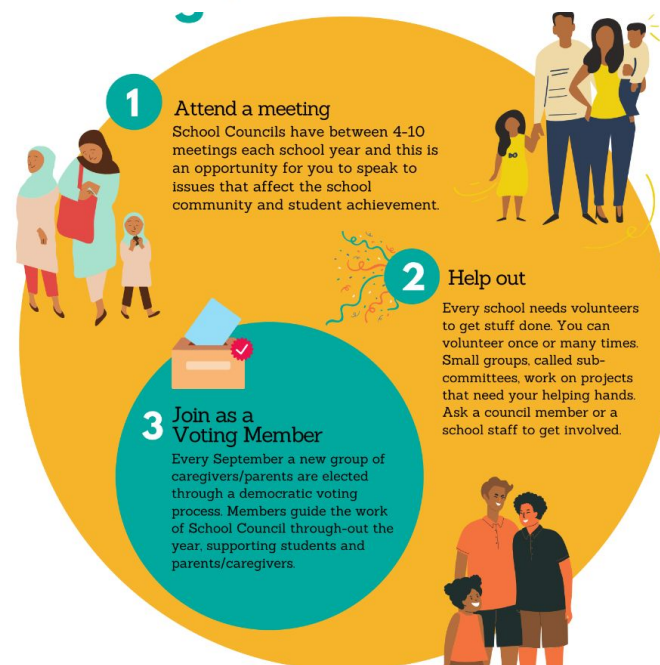 1
Attend a meeting
School Councils have between 4-10
meetings each school year and this is
an opportunity for you to speak to
issues that affect the school
community and student achievement.
2
Help out
Every school needs volunteers
to get stuff done. You can
volunteer once or many times.
Small groups, called sub-
committees, work on projects
that need your helping hands.
Ask a council member or a
school staff to get involved.
3
Join as a
Voting Member
Every September a new group of
caregivers/parents are elected
through a democratic voting
process. Members guide the work
of School Council through-out the
year, supporting students and
parents/caregivers.